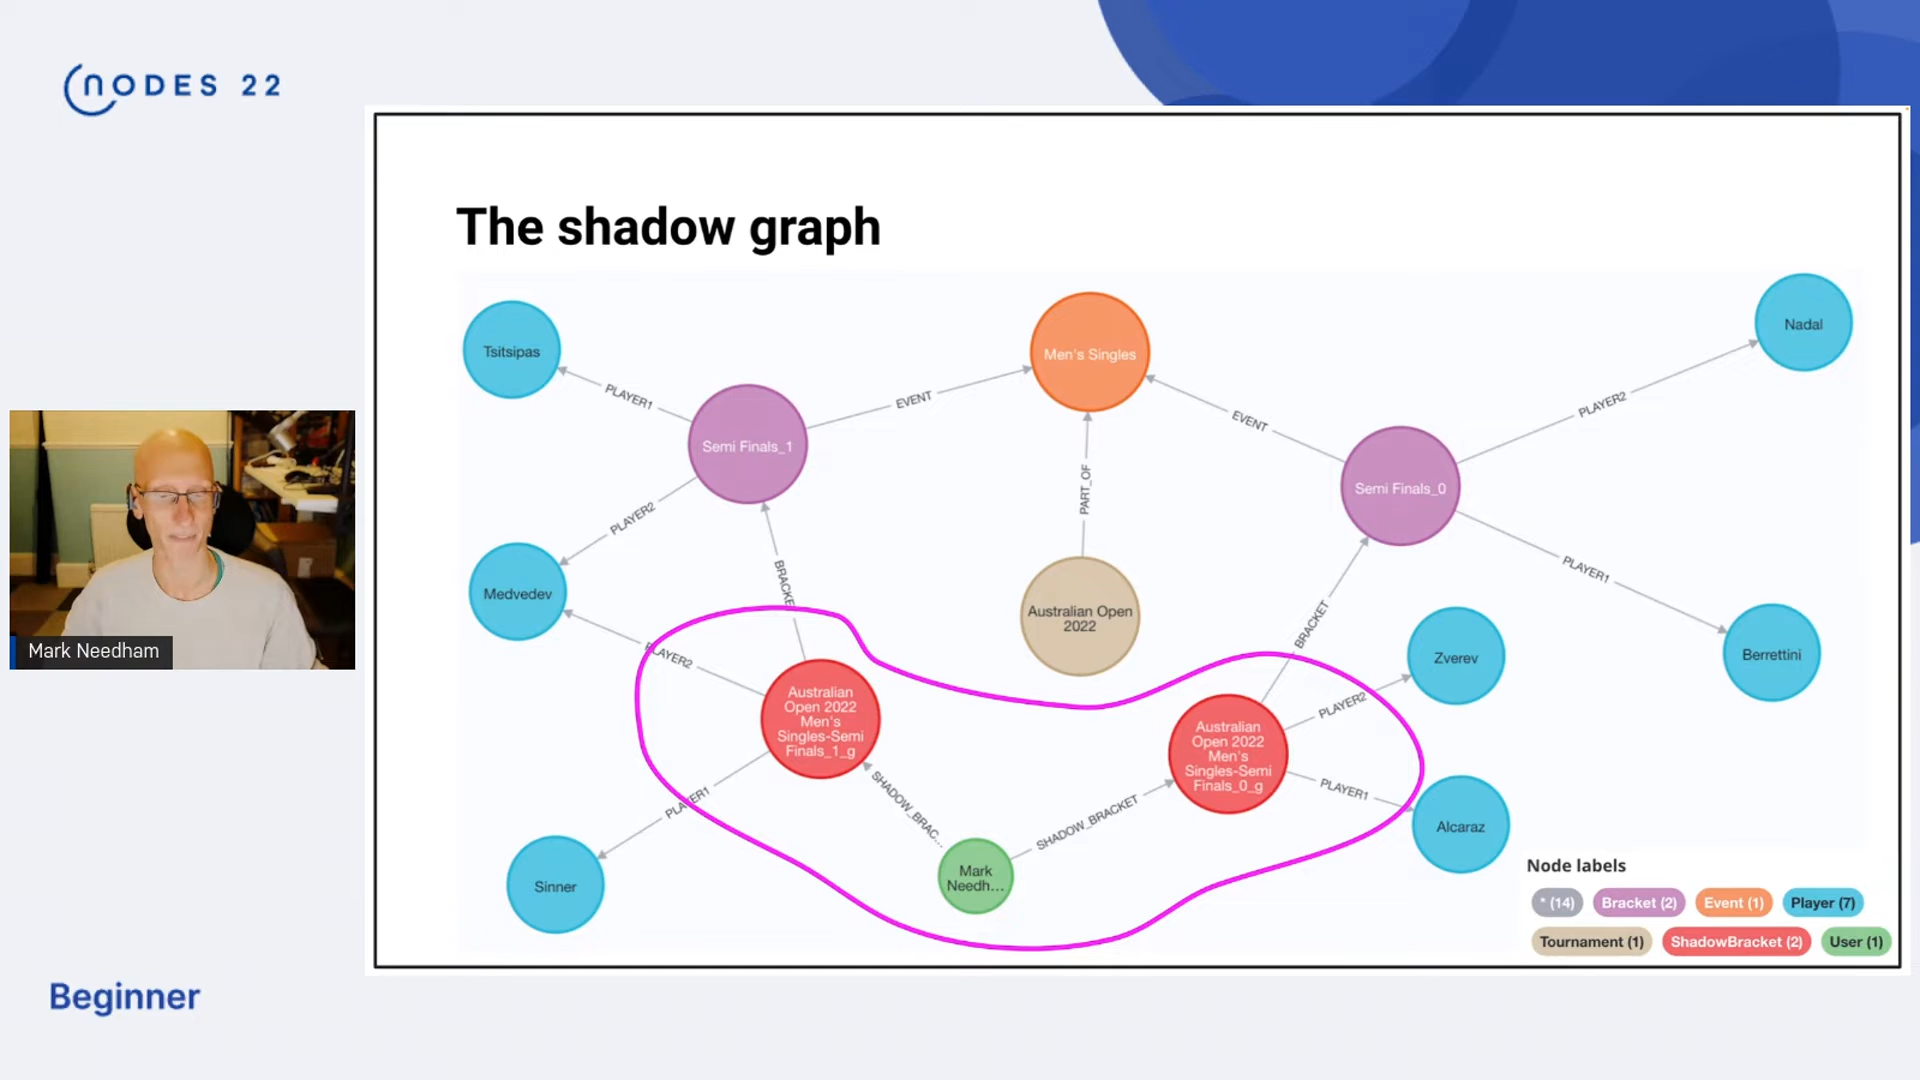 NODES 22
The shadow graph
Tsitsipas
Men's Singles
Nadal
PLAYER1
EVENT
EVENT
PLAYER2
Semi Finals_1
Semi Finals_0
PART_OF
PLAYER2
PLAYER1
Medvedev
BRACKE
Australian Open
2022
BRACKET
Zverev
Berrettini
Mark Needham
PLAYER2
Australian
Open 2022
Men's
Singles-Semi
Finals_1_g
Australian
Open 2022
Men's
Singles-Semi
Finals_0_g
PLAYER2
PLAYER1
PLAYER1
SHADOW_BRAC...
SHADOW_BRACKET
Alcaraz
Mark
Needh...
Sinner
Node labels
* (14)
Bracket (2)
Event (1)
Player (7)
Tournament (1)
ShadowBracket (2)
User (1)
Beginner